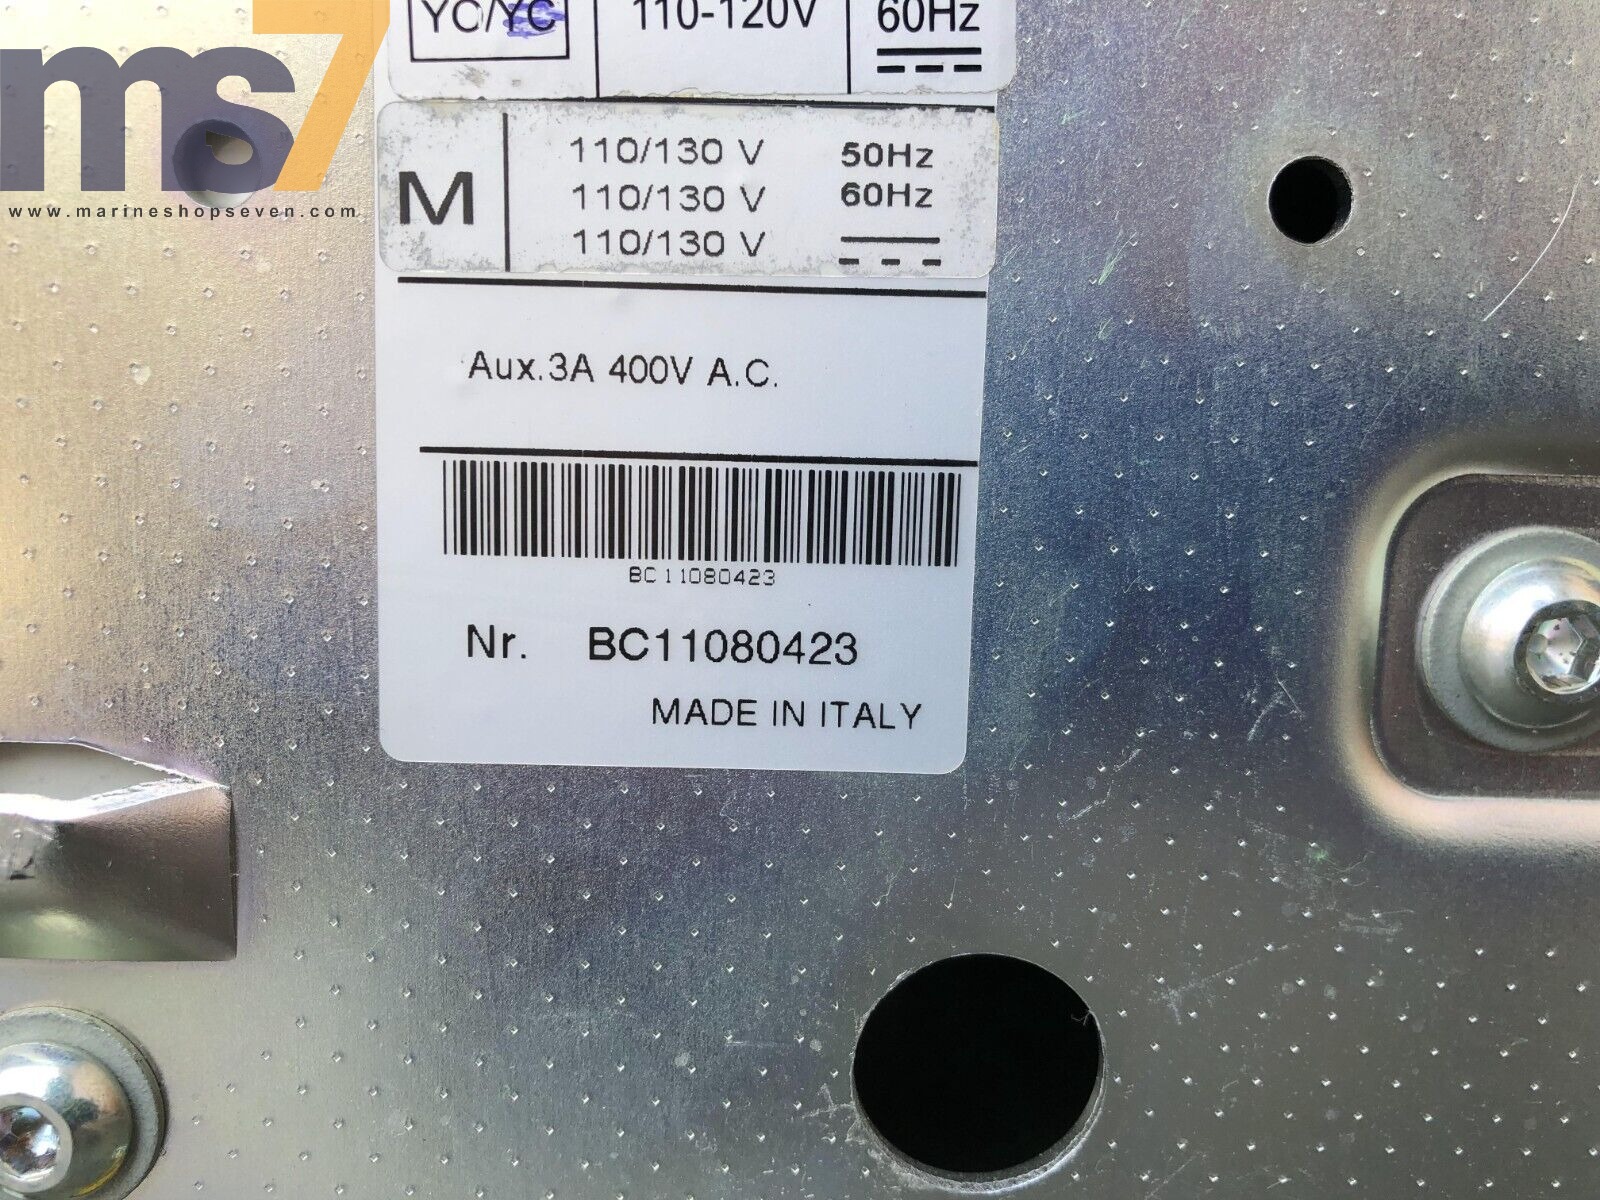 ms7
www.marineshopseven.com
YO/YC 110-120V 60Hz
M
110/130 V 50Hz
110/130 V 60Hz
110/130 V
Aux.3A 400V A.C.
BC11080423
Nr. BC11080423
MADE IN ITALY